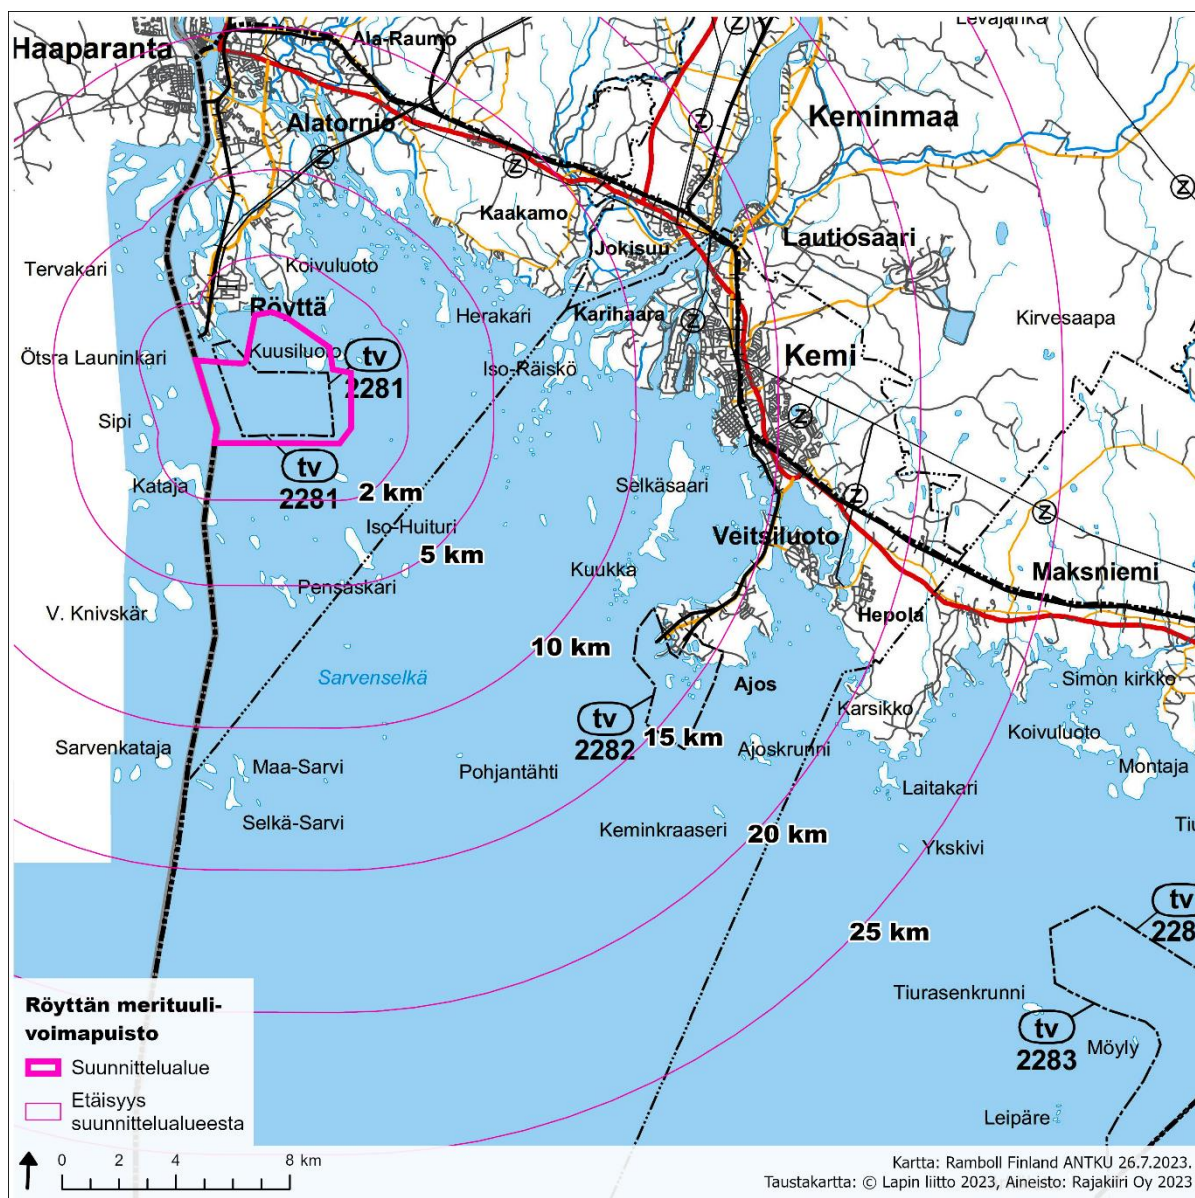 Levajänkä
Haaparanta
Ala-Raumo
Z
Keminmaa
Z
Alatornio
Z
Z
Z
Kaakamo
Lautiosaari
Jokisuu
Tervakari
Koivuluoto
Röyttä
Herakari
Karihaara
Z
Kirvesaapa
Ötsra Launinkari
Kuusiluoto
tv
2281
Iso-Räiskö
Kemi
Sipi
Z
tv
2281
Kataja
2 km
Selkäsaari
Z
Z
Iso-Huituri
Veitsiluoto
5 km
Kuukka
Maksniemi
Pensaskari
V. Knivskär
Hepola
10 km
Sarvenselkä
Ajos
Simon kirkko
Karsikko
tv
2282
15 km
Koivuluoto
Sarvenkataja
Maa-Sarvi
Pohjantähti
Ajoskrunni
Montaja
Laitakari
Selkä-Sarvi
Keminkraaseri
20 km
Tiu
Ykskivi
tv
228
25 km
Tiurasenkrunni
tv
2283
Möyly
Leipäre
Röyttän merituuli-
voimapuisto
Suunnittelualue
Etäisyys
suunnittelualueesta
0 2 4 8 km
Kartta: Ramboll Finland ANTKU 26.7.2023.
Taustakartta: © Lapin liitto 2023, Aineisto: Rajakiiri Oy 2023